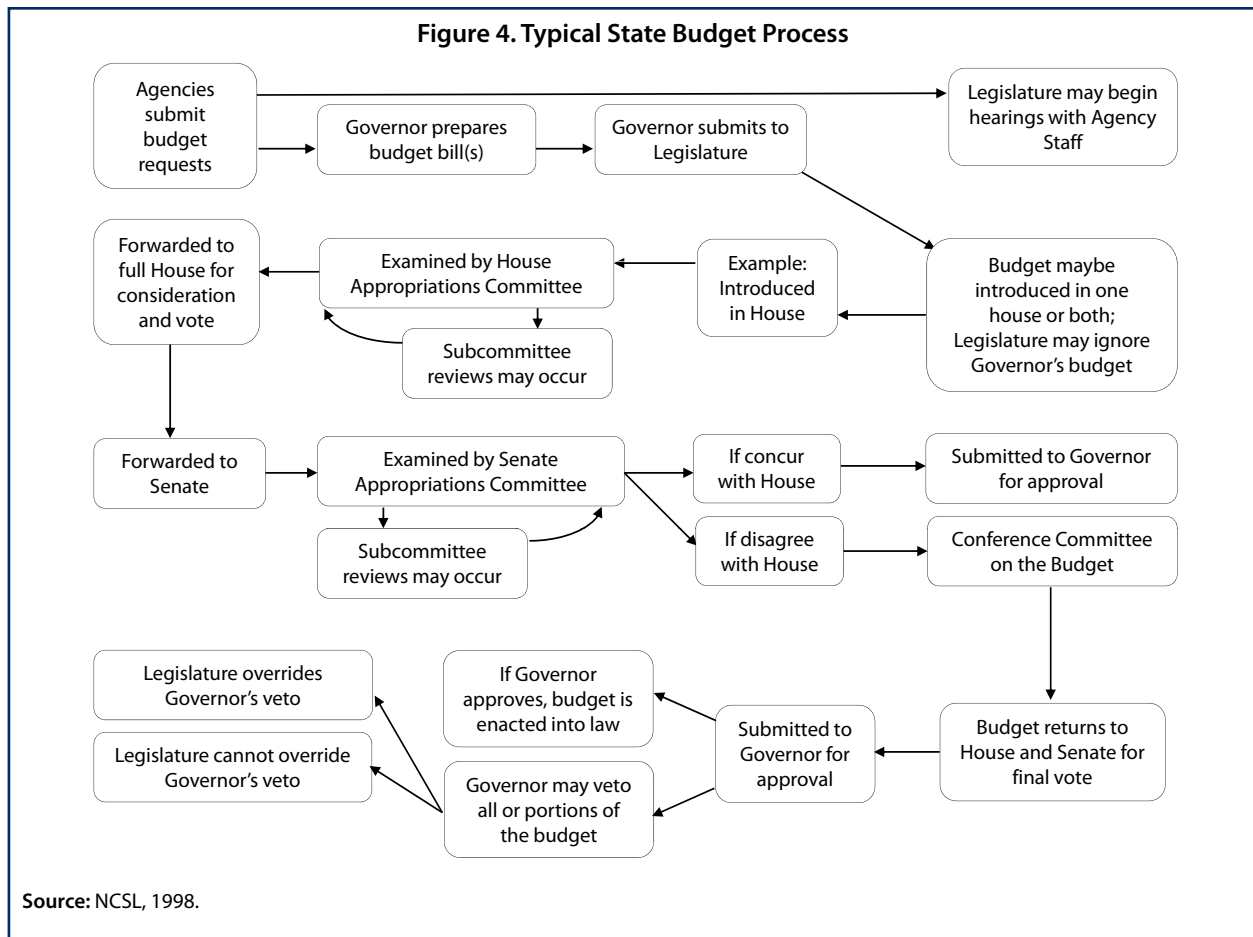 Figure 4. Typical State Budget Process
Agencies
submit
budget
requests
Governor prepares
budget bill(s)
Governor submits to
Legislature
Legislature may begin
hearings with Agency
Staff
Forwarded to
full House for
consideration
and vote
Examined by House
Appropriations Committee
Example:
Introduced
in House
Budget maybe
introduced in one
house or both;
Legislature may ignore
Governor’s budget
Subcommittee
reviews may occur
Forwarded to
Senate
Examined by Senate
Appropriations Committee
If concur
with House
Submitted to Governor
for approval
Subcommittee
reviews may occur
If disagree
with House
Conference Committee
on the Budget
Legislature overrides
Governor’s veto
If Governor
approves, budget is
enacted into law
Submitted to
Governor for
approval
Budget returns to
House and Senate for
final vote
Legislature cannot override
Governor’s veto
Governor may veto
all or portions of
the budget
Source: NCSL, 1998.